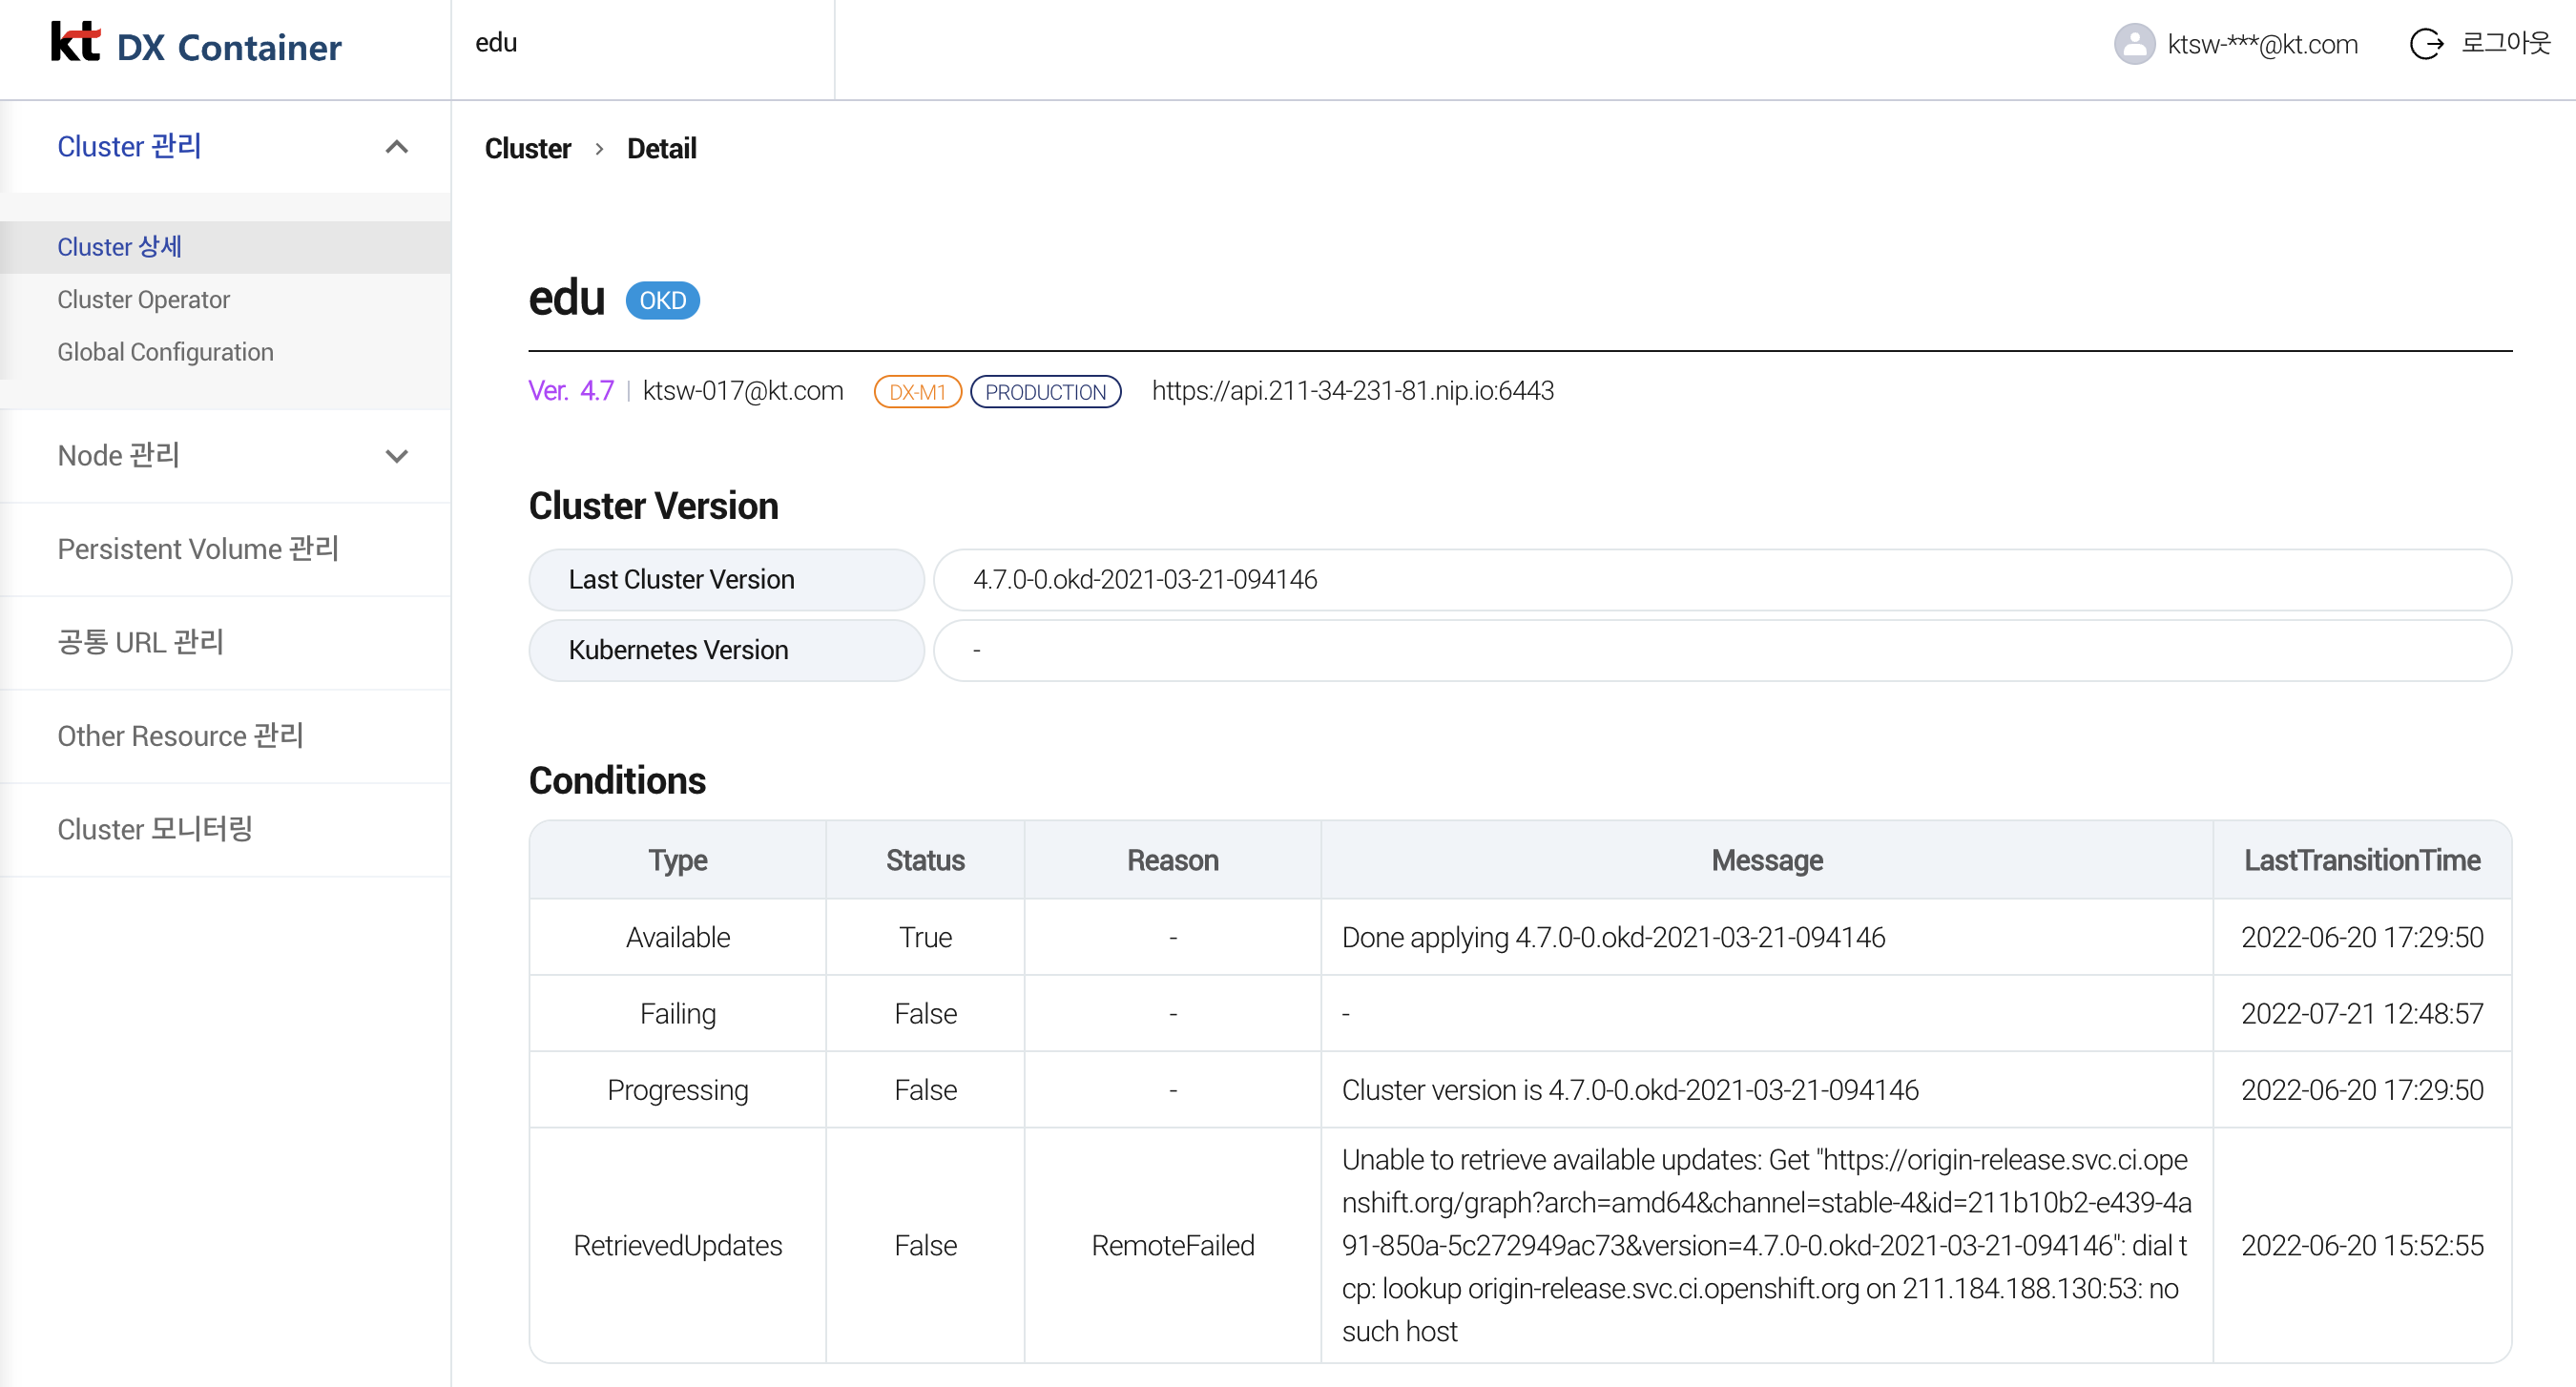 kt DX Container
edu
ktsw-***@kt.com
로그아웃
Cluster 관리
Cluster 상세
Cluster Operator
Global Configuration
Node 관리
Persistent Volume 관리
공통 URL 관리
Other Resource 관리
Cluster 모니터링
Cluster > Detail
edu OKD
Ver. 4.7 | ktsw-017@kt.com DX-M1 PRODUCTION https://api.211-34-231-81.nip.io:6443
Cluster Version
Last Cluster Version 4.7.0-0.okd-2021-03-21-094146
Kubernetes Version -
Conditions
Type Status Reason Message LastTransitionTime
Available True - Done applying 4.7.0-0.okd-2021-03-21-094146 2022-06-20 17:29:50
Failing False - - 2022-07-21 12:48:57
Progressing False - Cluster version is 4.7.0-0.okd-2021-03-21-094146 2022-06-20 17:29:50
RetrievedUpdates False RemoteFailed
Unable to retrieve available updates: Get "https://origin-release.svc.ci.ope
nshift.org/graph?arch=amd64&channel=stable-4&id=211b10b2-e439-4a
91-850a-5c272949ac73&version=4.7.0-0.okd-2021-03-21-094146": dial t
cp: lookup origin-release.svc.ci.openshift.org on 211.184.188.130:53: no
such host
2022-06-20 15:52:55